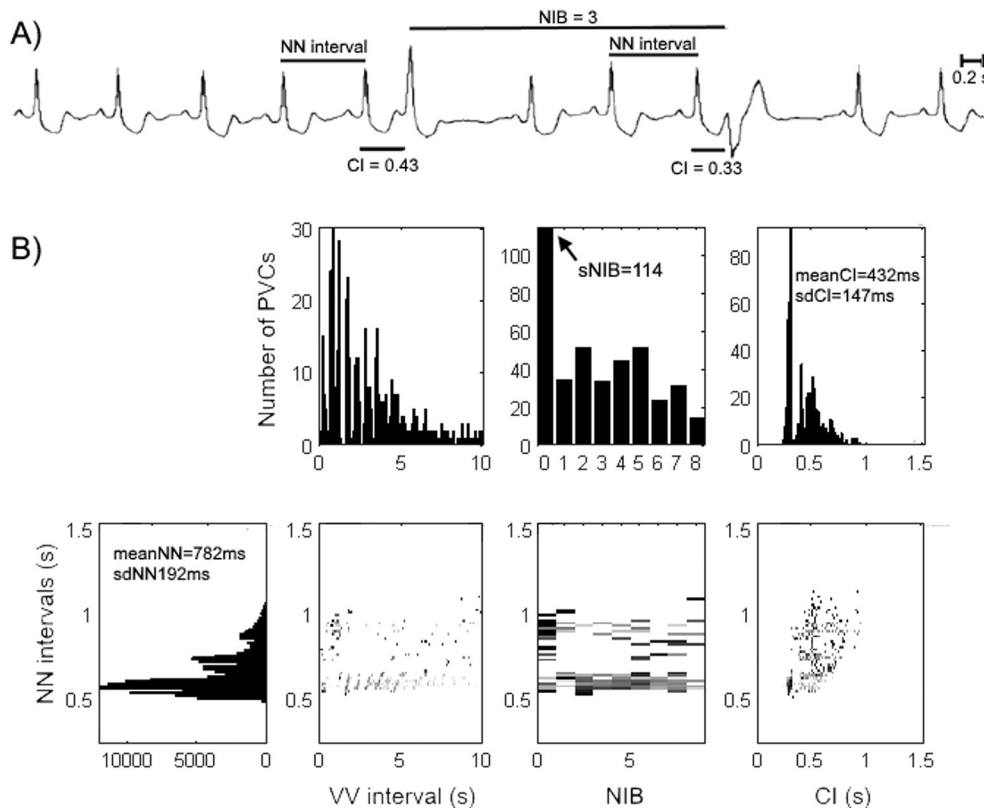 A)
NIB = 3
NN interval
NN interval
0.2 s
CI = 0.43
CI = 0.33
B)
Number of PVCs
30
20
10
0
0 5 10
100
80
60
40
20
0
sNIB=114
0 1 2 3 4 5 6 7 8
80
60
40
20
0
meanCI=432ms
sdCI=147ms
0 0.5 1 1.5
NN intervals (s)
1.5
1
0.5
meanNN=782ms
sdNN192ms
10000 5000 0
1.5
1
0.5
0 5 10
VV interval (s)
1.5
1
0.5
0 5
NIB
1.5
1
0.5
0 0.5 1 1.5
CI (s)